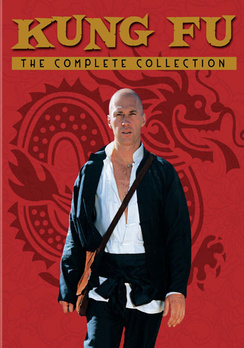 KUNG FU
THE COMPLETE COLLECTION